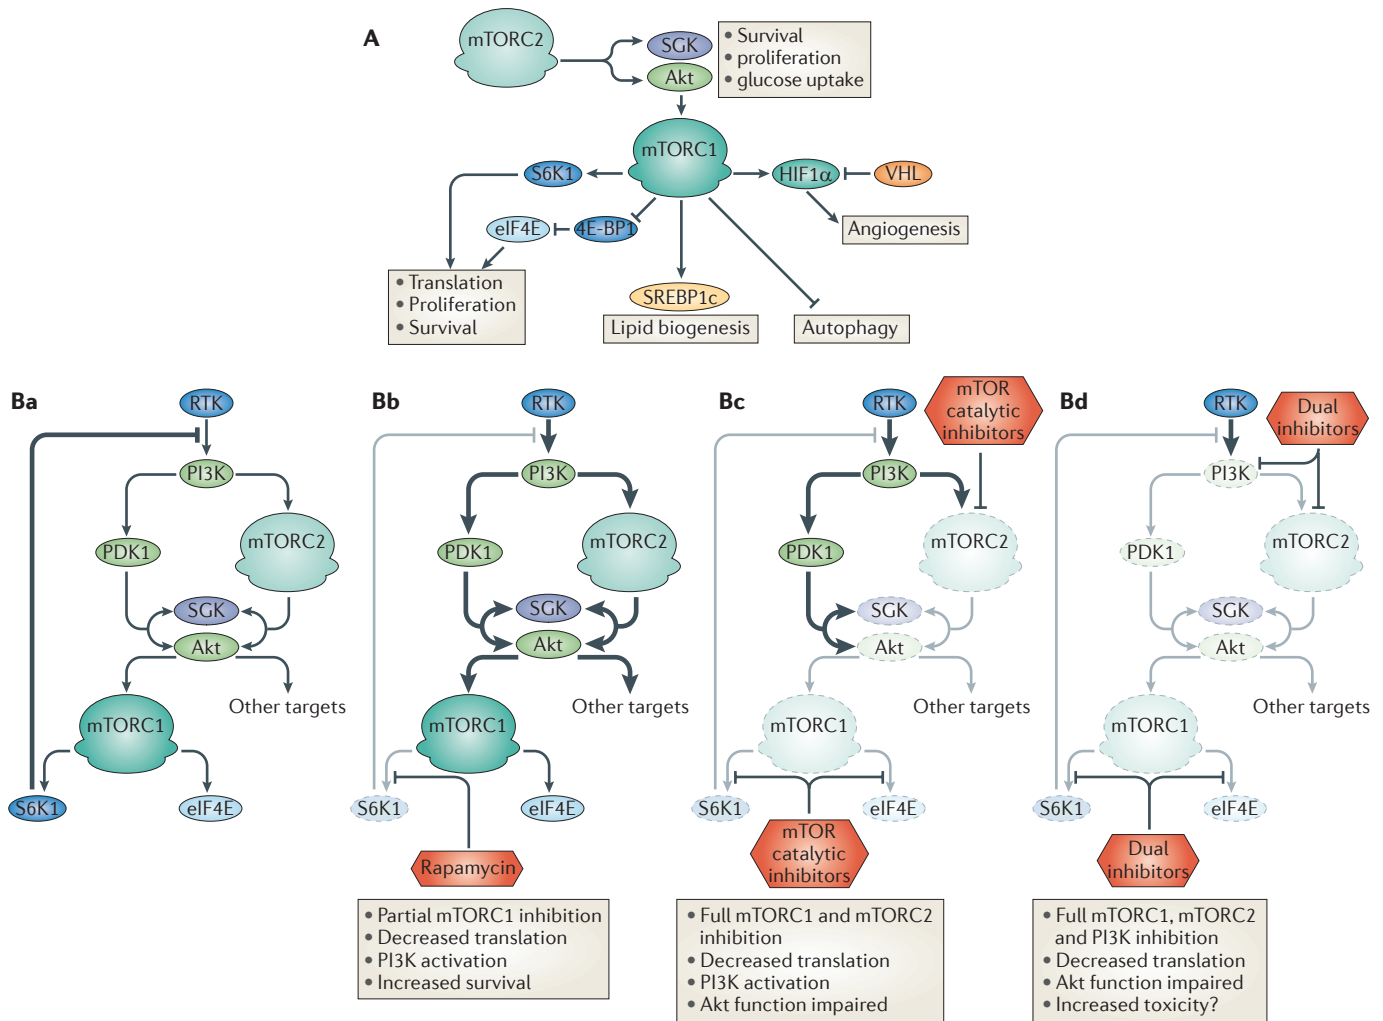 A
mTORC2
SGK
Akt
• Survival
• proliferation
• glucose uptake
mTORC1
S6K1
HIF1α
VHL
eIF4E
4E-BP1
Angiogenesis
• Translation
• Proliferation
• Survival
SREBP1c
Lipid biogenesis
Autophagy
Ba
RTK
PI3K
PDK1
mTORC2
SGK
Akt
mTORC1
Other targets
S6K1
eIF4E
Bb
RTK
PI3K
PDK1
mTORC2
SGK
Akt
mTORC1
Other targets
S6K1
eIF4E
Rapamycin
• Partial mTORC1 inhibition
• Decreased translation
• PI3K activation
• Increased survival
Bc
RTK
mTOR
catalytic
inhibitors
PI3K
PDK1
mTORC2
SGK
Akt
mTORC1
Other targets
S6K1
eIF4E
mTOR
catalytic
inhibitors
• Full mTORC1 and mTORC2
inhibition
• Decreased translation
• PI3K activation
• Akt function impaired
Bd
RTK
Dual
inhibitors
PI3K
PDK1
mTORC2
SGK
Akt
mTORC1
Other targets
S6K1
eIF4E
Dual
inhibitors
• Full mTORC1, mTORC2
and PI3K inhibition
• Decreased translation
• Akt function impaired
• Increased toxicity?